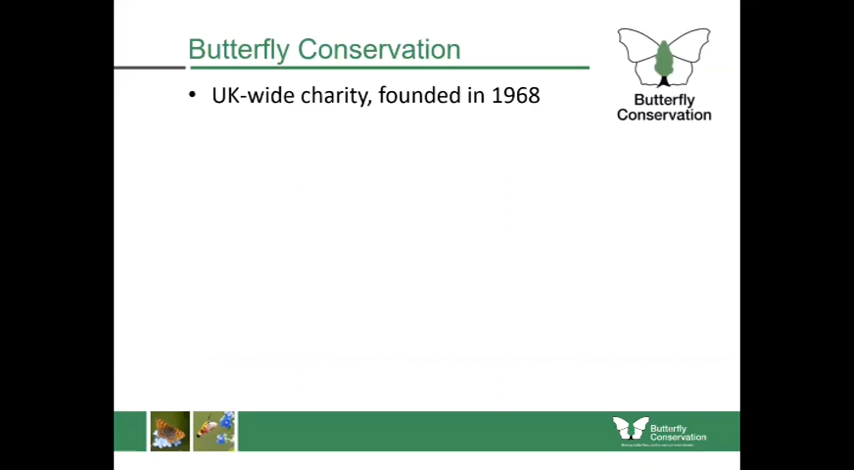 Butterfly Conservation
• UK-wide charity, founded in 1968
Butterfly
Conservation
Butterfly
Conservation